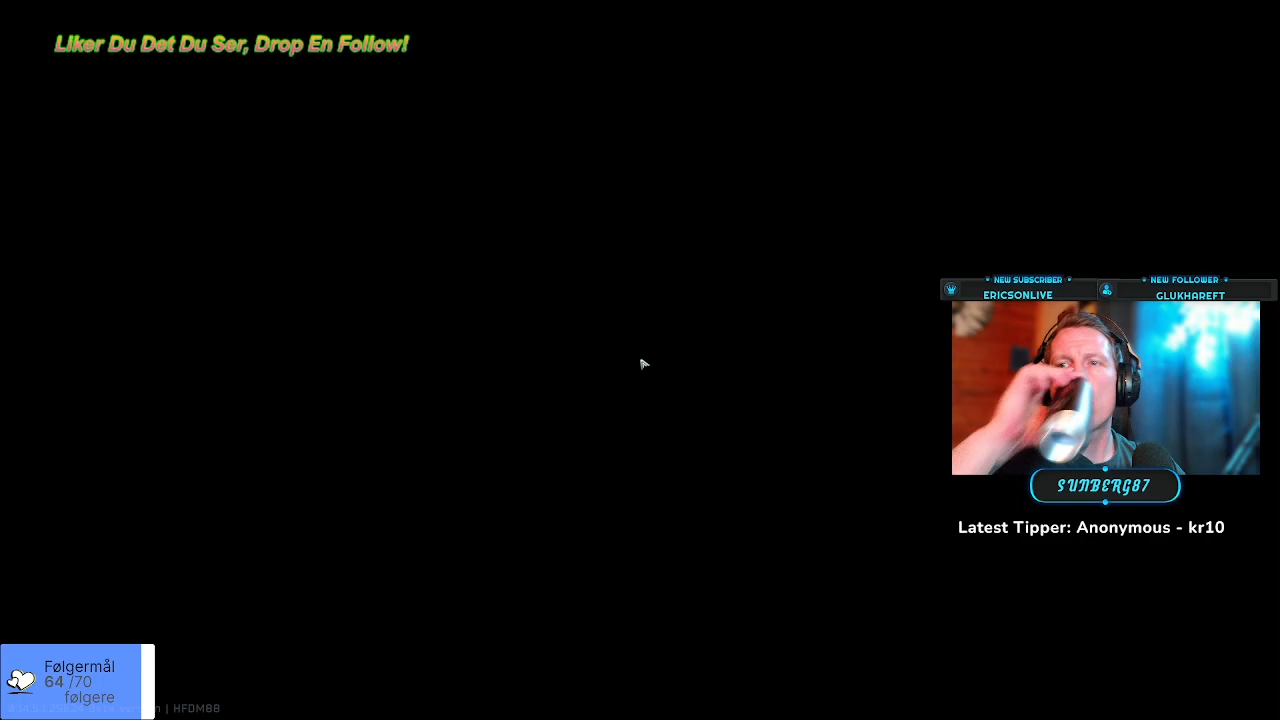 Liker Du Det Du Ser, Drop En Follow!
NEW SUBSCRIBER
ERICSONLIVE
NEW FOLLOWER
GLUKHAREFT
SUNBERG87
Latest Tipper: Anonymous - kr10
Følgermål
64 /70
følgere
| HFDM88